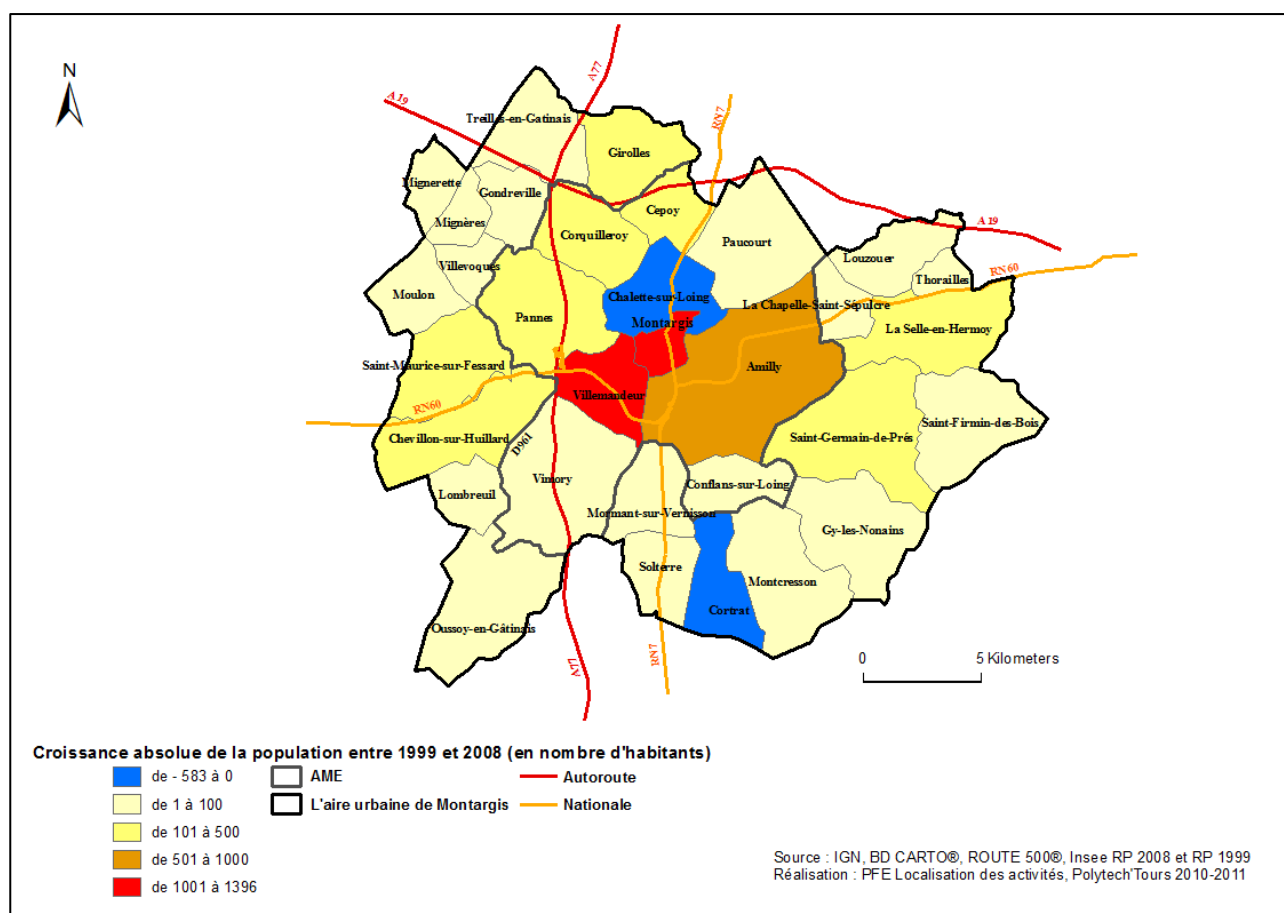 N
A77
A 19
RN7
Treilles-en-Gatinais
Girolles
Mignerette
Gondreville
Cepoy
Mignères
Corquilleroy
Paucourt
A 19
Louzouer
Villevoques
Thorailles
RN60
Moulon
Chalette-sur-Loing
La Chapelle-Saint-Sépulcre
Pannes
Montargis
La Selle-en-Hermoy
Saint-Maurice-sur-Fessard
Amilly
RN60
Villemandeur
Saint-Firmin-des-Bois
Chevillon-sur-Huillard
D961
Saint-Germain-de-Prés
Lombreuil
Vimory
Conflans-sur-Loing
Mormant-sur-Vernisson
Gy-les-Nonains
Solterre
Montcresson
Cortrat
Oussoy-en-Gâtinais
A77
RN7
0 5 Kilometers
Croissance absolue de la population entre 1999 et 2008 (en nombre d'habitants)
de - 583 à 0 AME Autoroute
de 1 à 100 L'aire urbaine de Montargis Nationale
de 101 à 500
de 501 à 1000
de 1001 à 1396
Source : IGN, BD CARTO®, ROUTE 500®, Insee RP 2008 et RP 1999
Réalisation : PFE Localisation des activités, Polytech'Tours 2010-2011